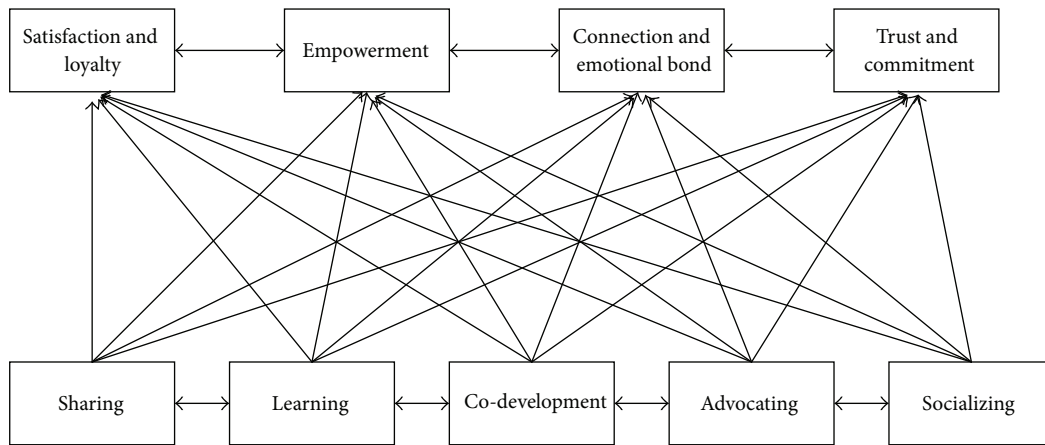 Satisfaction and
loyalty
Empowerment
Connection and
emotional bond
Trust and
commitment
Sharing
Learning
Co-development
Advocating
Socializing